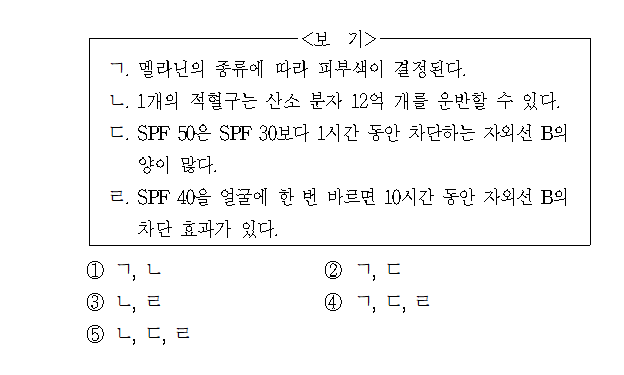 <보 기>
ㄱ. 멜라닌의 종류에 따라 피부색이 결정된다.
ㄴ. 1개의 적혈구는 산소 분자 12억 개를 운반할 수 있다.
ㄷ. SPF 50은 SPF 30보다 1시간 동안 차단하는 자외선 B의
양이 많다.
ㄹ. SPF 40을 얼굴에 한 번 바르면 10시간 동안 자외선 B의
차단 효과가 있다.
① ㄱ, ㄴ ② ㄱ, ㄷ
③ ㄴ, ㄹ ④ ㄱ, ㄷ, ㄹ
⑤ ㄴ, ㄷ, ㄹ